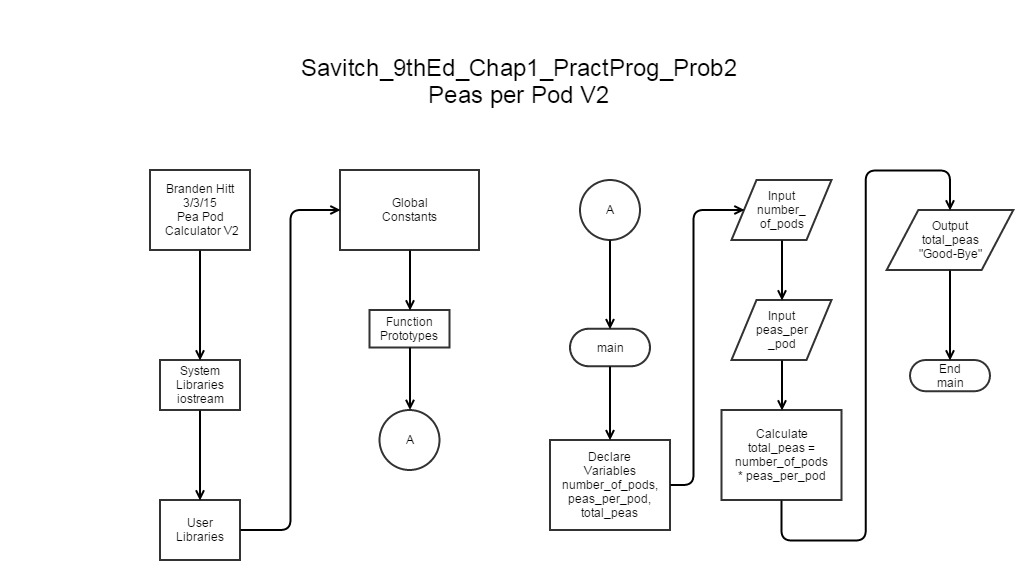 Savitch_9thEd_Chap1_PractProg_Prob2
Peas per Pod V2
Branden Hitt
3/3/15
Pea Pod
Calculator V2
System
Libraries
iostream
User
Libraries
Global
Constants
Function
Prototypes
A
A
main
Declare
Variables
number_of_pods,
peas_per_pod,
total_peas
Input
number_
of_pods
Input
peas_per
_pod
Calculate
total_peas =
number_of_pods
* peas_per_pod
Output
total_peas
"Good-Bye"
End
main